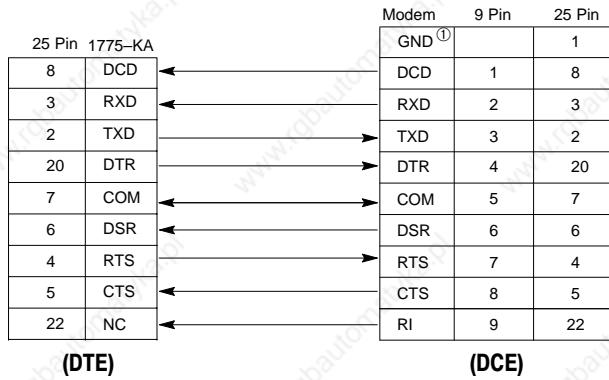 Modem 9 Pin 25 Pin
GND ① 1
25 Pin 1775–KA
8 DCD DCD 1 8
3 RXD RXD 2 3
2 TXD TXD 3 2
20 DTR DTR 4 20
7 COM COM 5 7
6 DSR DSR 6 6
4 RTS RTS 7 4
5 CTS CTS 8 5
22 NC RI 9 22
(DTE) (DCE)
www.rgbautomatyka.pl